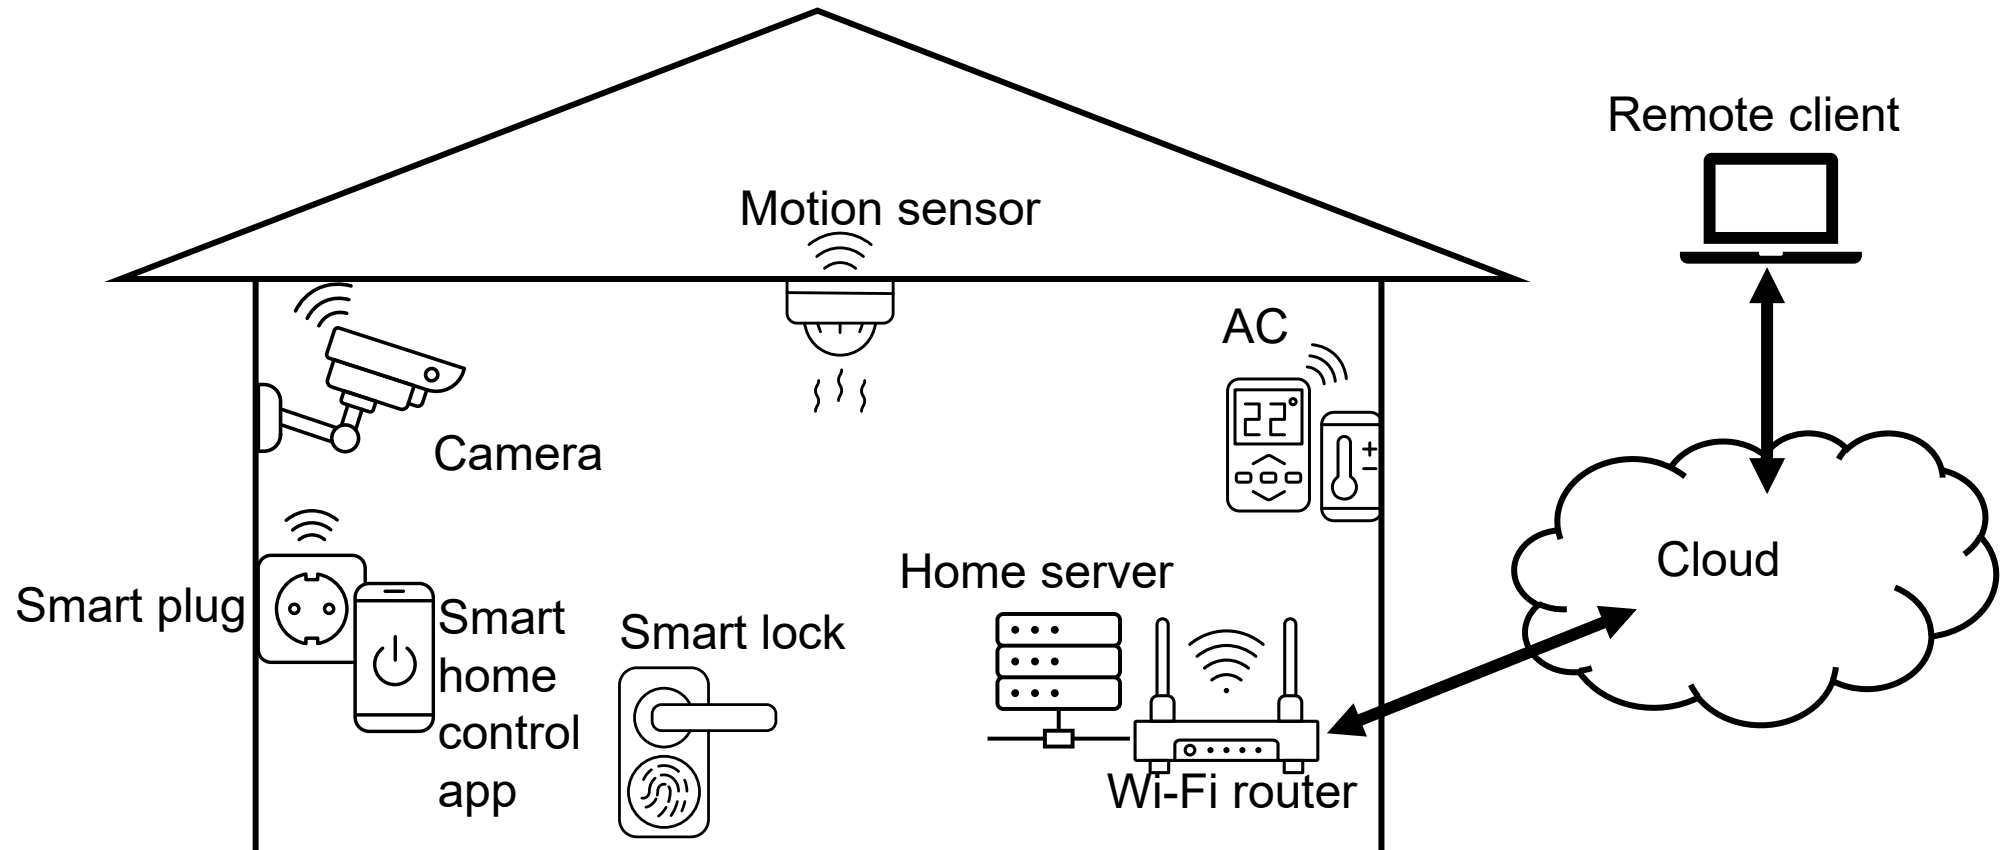 Remote client
Motion sensor
AC
22°
Camera
Cloud
Home server
Smart plug
Smart
home
control
app
Smart lock
Wi-Fi router